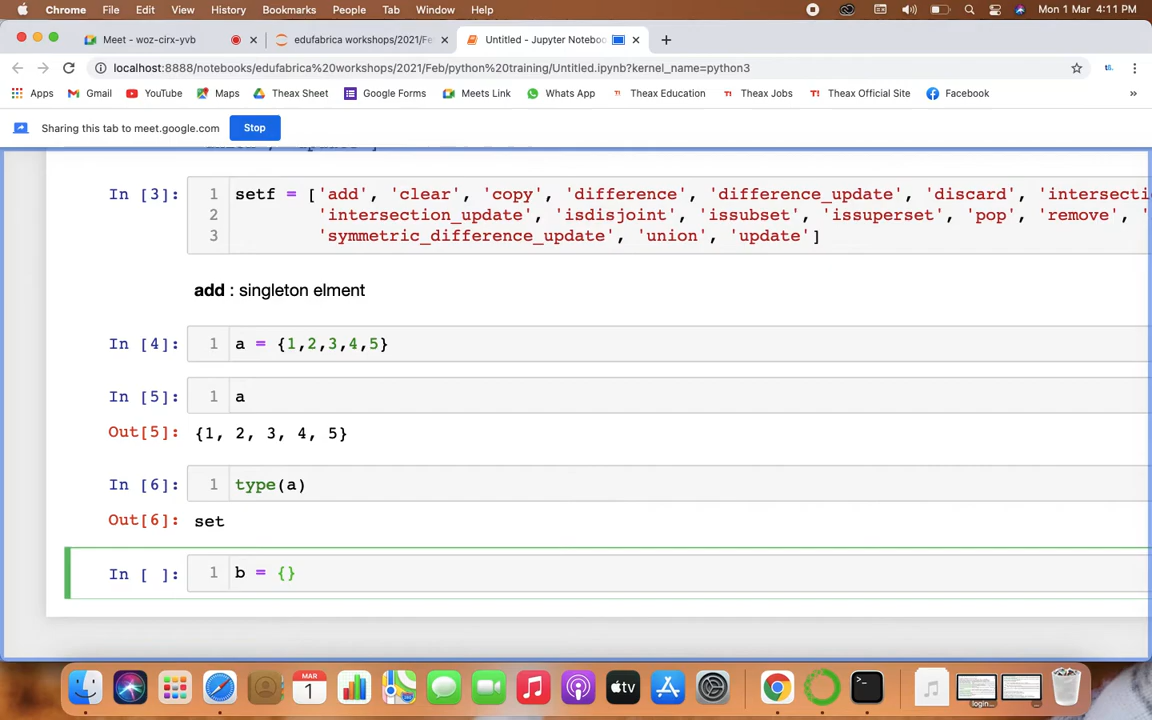 Chrome File Edit View History Bookmarks People Tab Window Help Mon 1 Mar 4:11 PM
Meet - woz-cirx-yvb edufabrica workshops/2021/Fe Untitled - Jupyter Noteboo
localhost:8888/notebooks/edufabrica%20workshops/2021/Feb/python%20training/Untitled.ipynb?kernel_name=python3
Apps Gmail YouTube Maps Theax Sheet Google Forms Meets Link Whats App Theax Education Theax Jobs Theax Official Site Facebook »
Sharing this tab to meet.google.com Stop
In [3]: 1 setf = ['add', 'clear', 'copy', 'difference', 'difference_update', 'discard', 'intersecti
2 'intersection_update', 'isdisjoint', 'issubset', 'issuperset', 'pop', 'remove', '
3 'symmetric_difference_update', 'union', 'update']
add : singleton elment
In [4]: 1 a = {1,2,3,4,5}
In [5]: 1 a
Out[5]: {1, 2, 3, 4, 5}
In [6]: 1 type(a)
Out[6]: set
In [ ]: 1 b = {}
MAR
1
tv
login...